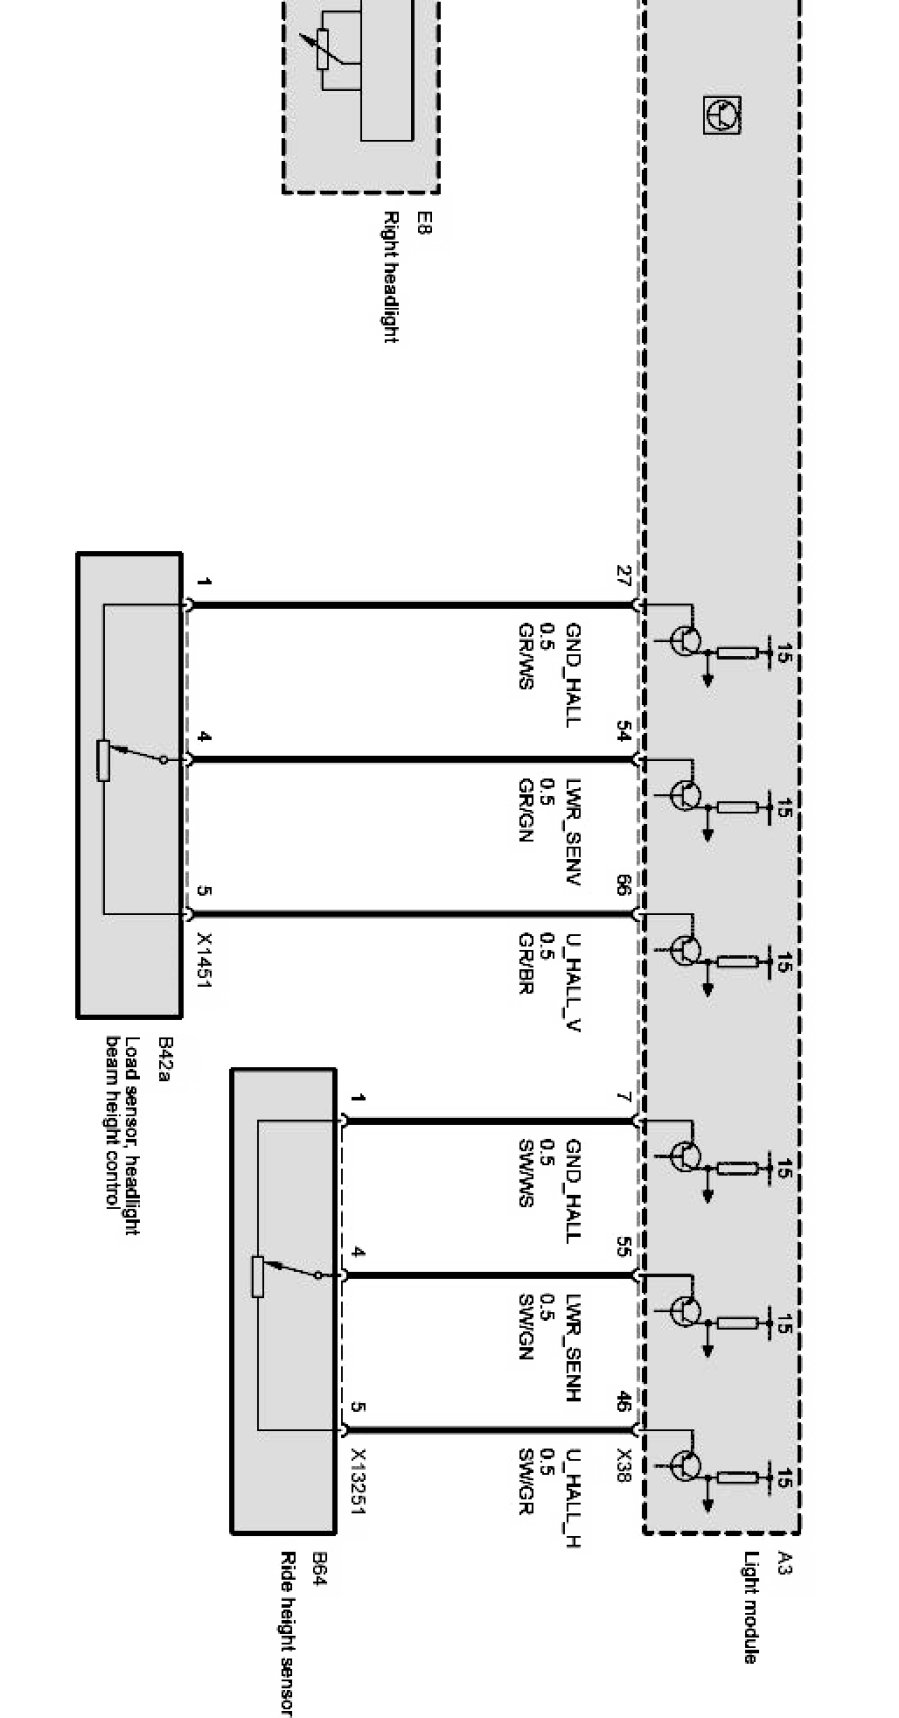 15
15
15
15
15
15
A3
Light module
27
GND_HALL
0.5
GR/WS
54
LWR_SENV
0.5
GR/GN
66
U_HALL_V
0.5
GR/BR
7
GND_HALL
0.5
SW/WS
55
LWR_SENH
0.5
SW/GN
46
X38
U_HALL_H
0.5
SW/GR
E8
Right headlight
1
4
5
X13251
B64
Ride height sensor
1
4
5
X1451
B42a
Load sensor, headlight
beam height control